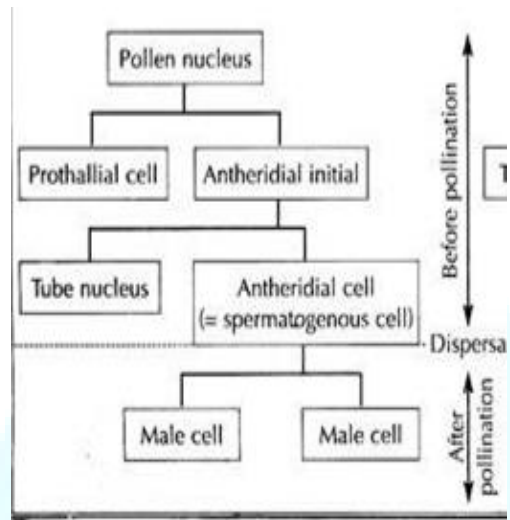 Pollen nucleus
Prothallial cell
Antheridial initial
Tube nucleus
Antheridial cell
(= spermatogenous cell)
Male cell
Male cell
Before pollination
Dispersa
After
pollination
T